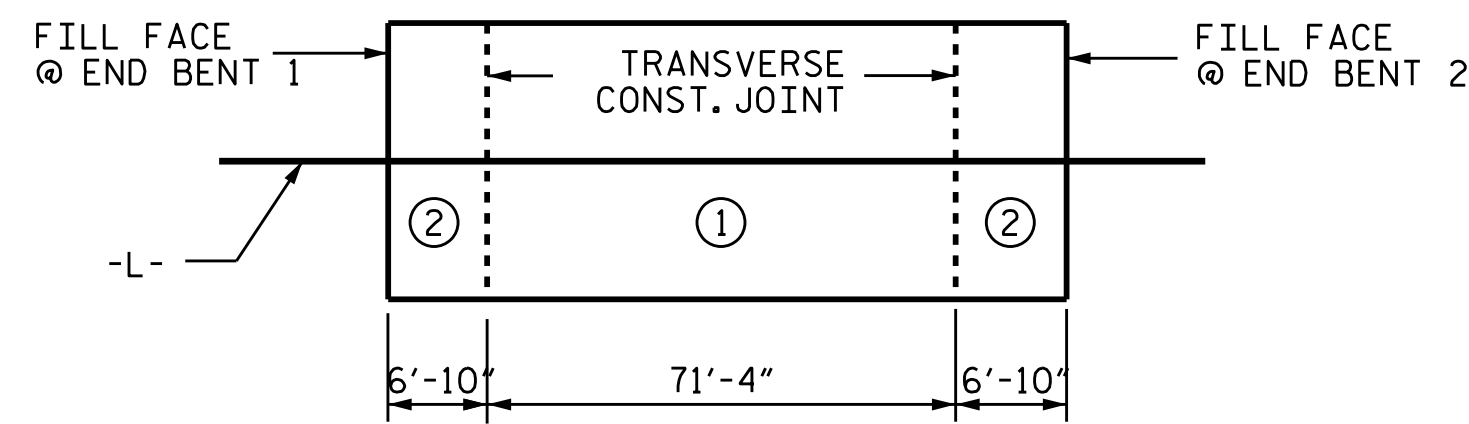 FILL FACE
@ END BENT 1
TRANSVERSE
CONST. JOINT
FILL FACE
@ END BENT 2
2
1
2
-L-
6'-10"
71'-4"
6'-10"